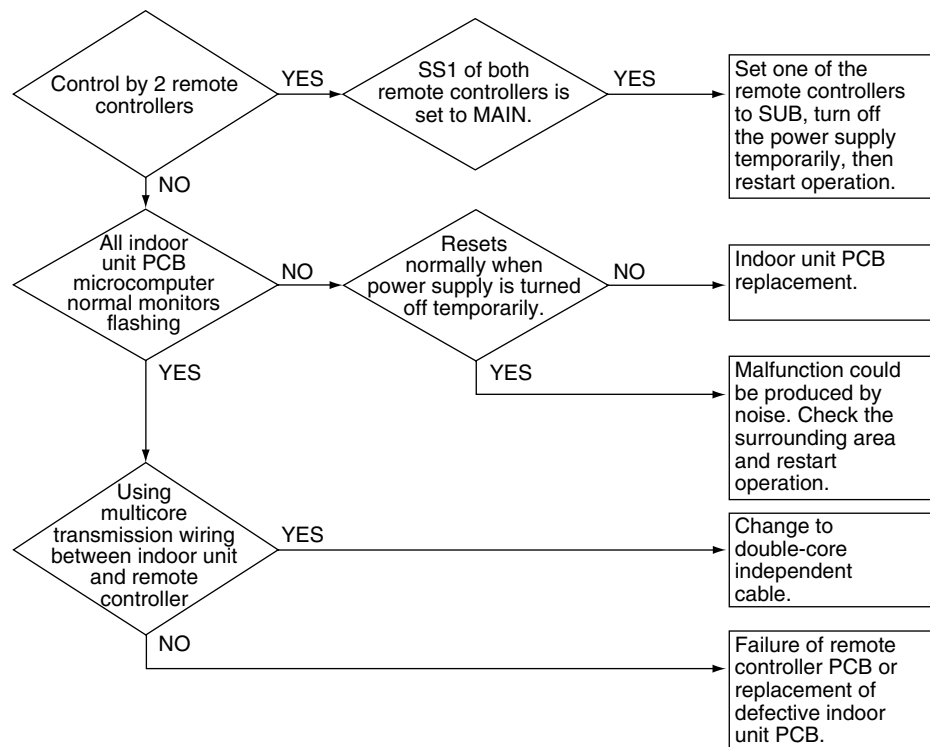 Control by 2 remote
controllers
YES
SS1 of both
remote controllers is
set to MAIN.
YES
Set one of the
remote controllers
to SUB, turn off
the power supply
temporarily, then
restart operation.
NO
All indoor
unit PCB
microcomputer
normal monitors
flashing
NO
Resets
normally when
power supply is turned
off temporarily.
NO
Indoor unit PCB
replacement.
YES
YES
Malfunction could
be produced by
noise. Check the
surrounding area
and restart
operation.
Using
multicore
transmission wiring
between indoor unit
and remote
controller
YES
Change to
double-core
independent
cable.
NO
Failure of remote
controller PCB or
replacement of
defective indoor
unit PCB.